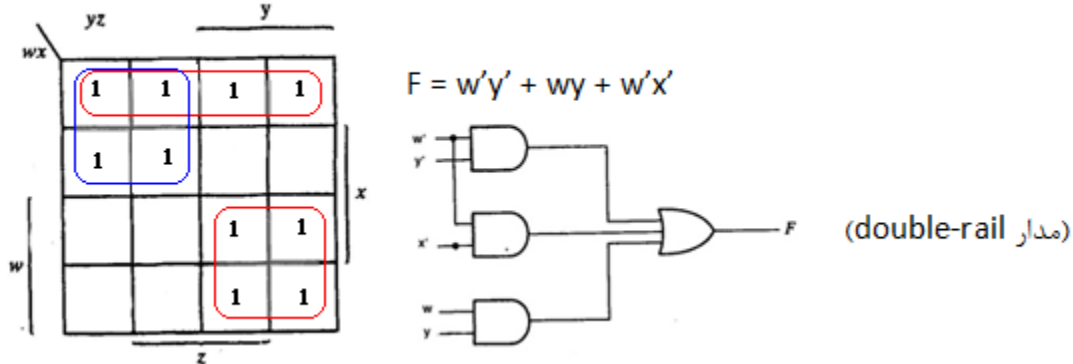 yz
y
wx
1 1 1 1
1 1
1 1
1 1
x
w
z
F = w′y′ + wy + w′x′
w'
y'
x'
w
y
F
(مدار double-rail)